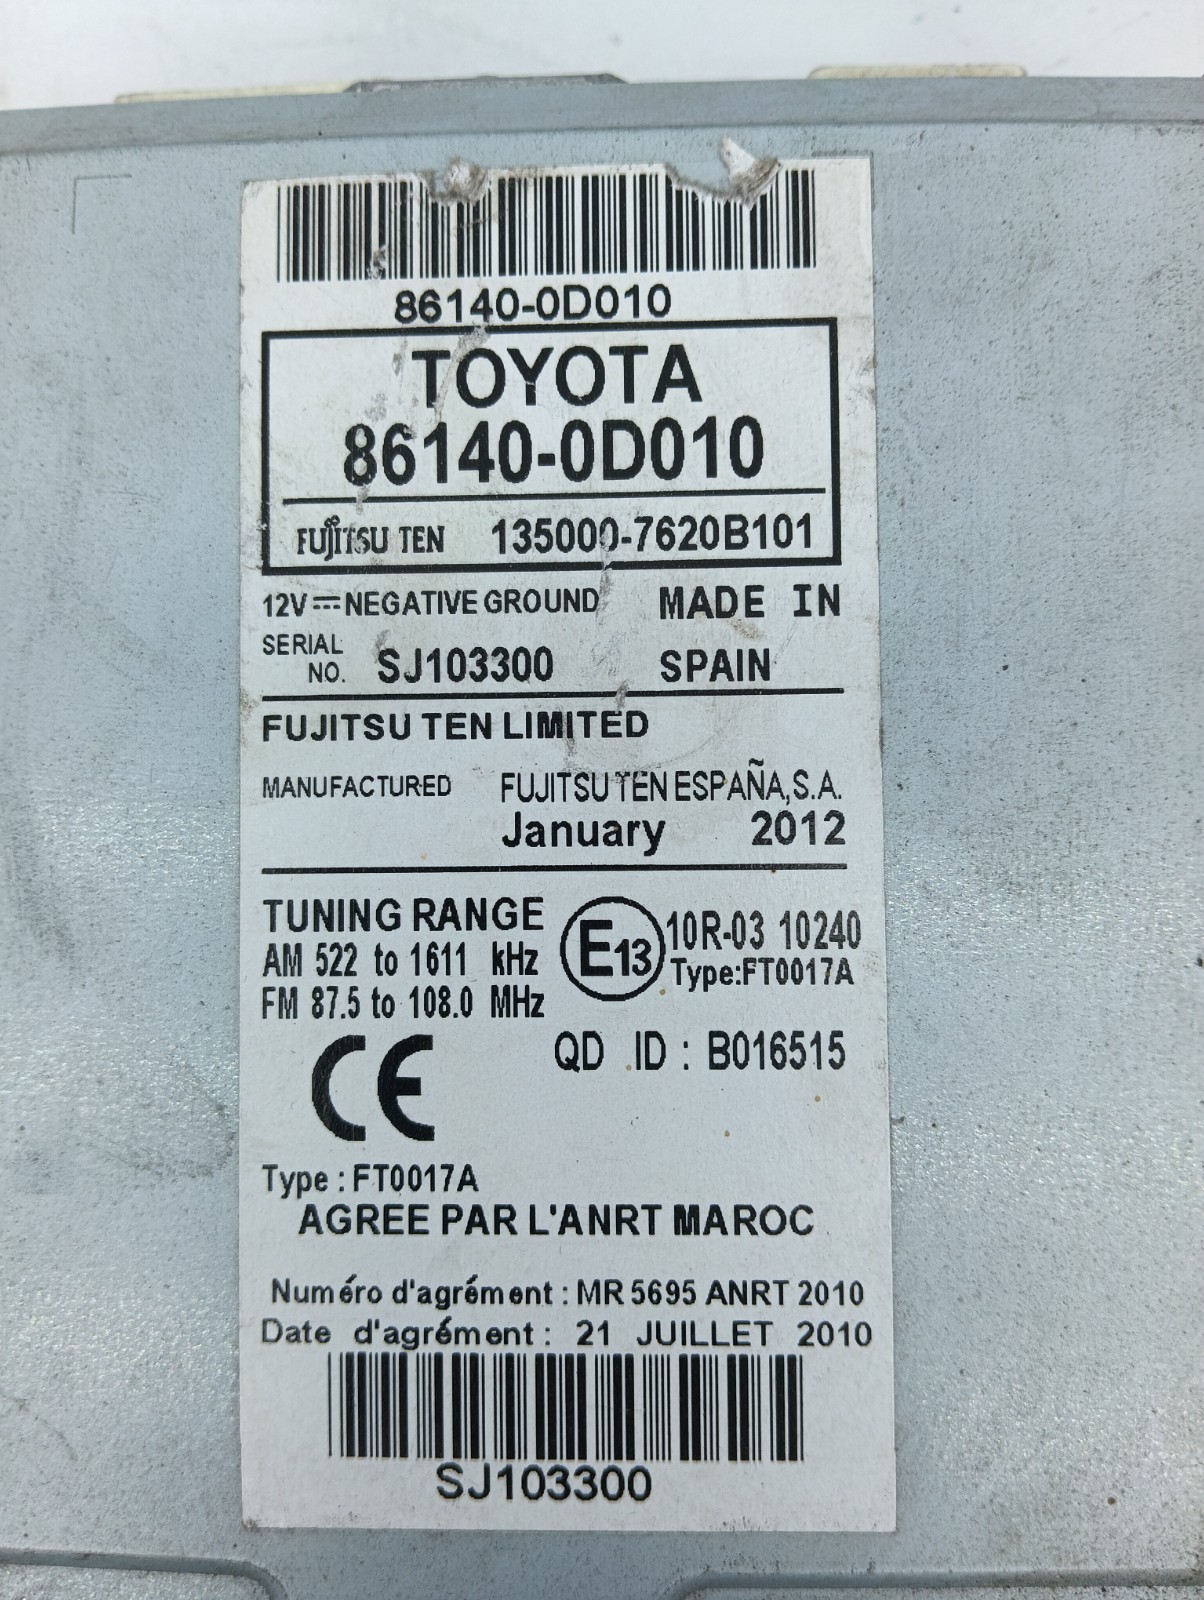 86140-0D010
TOYOTA
86140-0D010
FUJITSU TEN 135000-7620B101
12V NEGATIVE GROUND MADE IN
SERIAL NO. SJ103300 SPAIN
FUJITSU TEN LIMITED
MANUFACTURED FUJITSU TEN ESPAÑA,S.A.
January 2012
TUNING RANGE
AM 522 to 1611 kHz
FM 87.5 to 108.0 MHz
E13 10R-03 10240
Type:FT0017A
CE
QD ID : B016515
Type : FT0017A
AGREE PAR L'ANRT MAROC
Numéro d'agrément : MR 5695 ANRT 2010
Date d'agrément : 21 JUILLET 2010
SJ103300